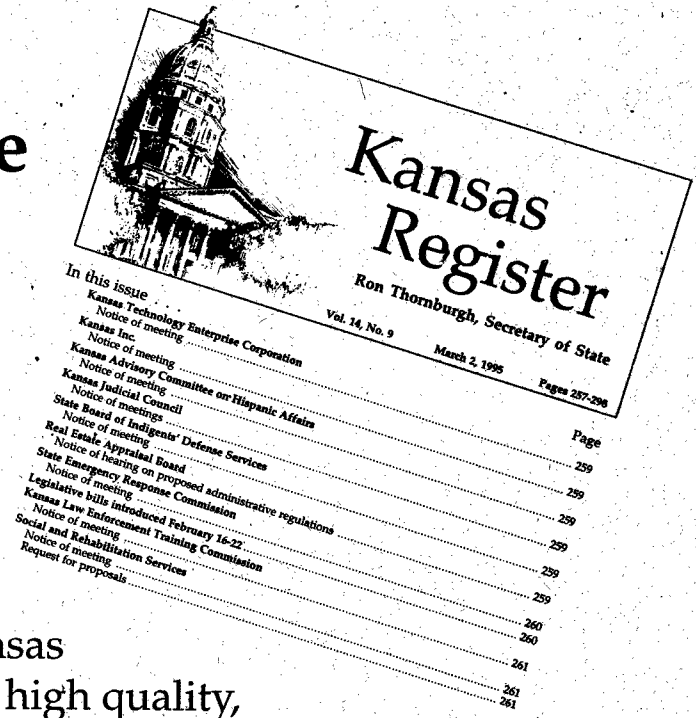 e
Kansas
Register
Ron Thornburgh, Secretary of State
Vol. 14, No. 9 March 2, 1995 Pages 257-296
In this issue . . .
Page
Kansas Technology Enterprise Corporation
Notice of meeting 259
Kansas Inc.
Notice of meeting 259
Kansas Advisory Committee on Hispanic Affairs
Notice of meeting 259
Kansas Judicial Council
Notice of meetings 259
State Board of Indigents' Defense Services
Notice of meeting 259
Real Estate Appraisal Board
Notice of hearing on proposed administrative regulations 259
State Emergency Response Commission
Notice of meeting 260
Legislative bills introduced February 16-22 260
Kansas Law Enforcement Training Commission
Notice of meeting 261
Social and Rehabilitation Services
Notice of meeting 261
Request for proposals 261
nsas
high quality,